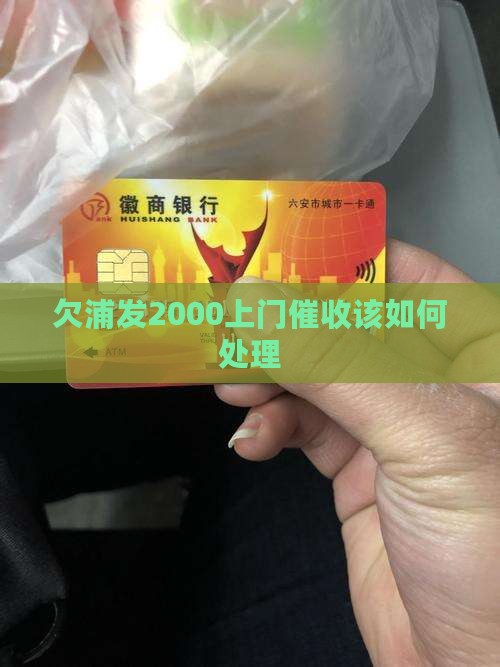 徽商银行
HUISHANG BANK
六安市城市一卡通
欠浦发2000上门催收该如何
处理
ATM